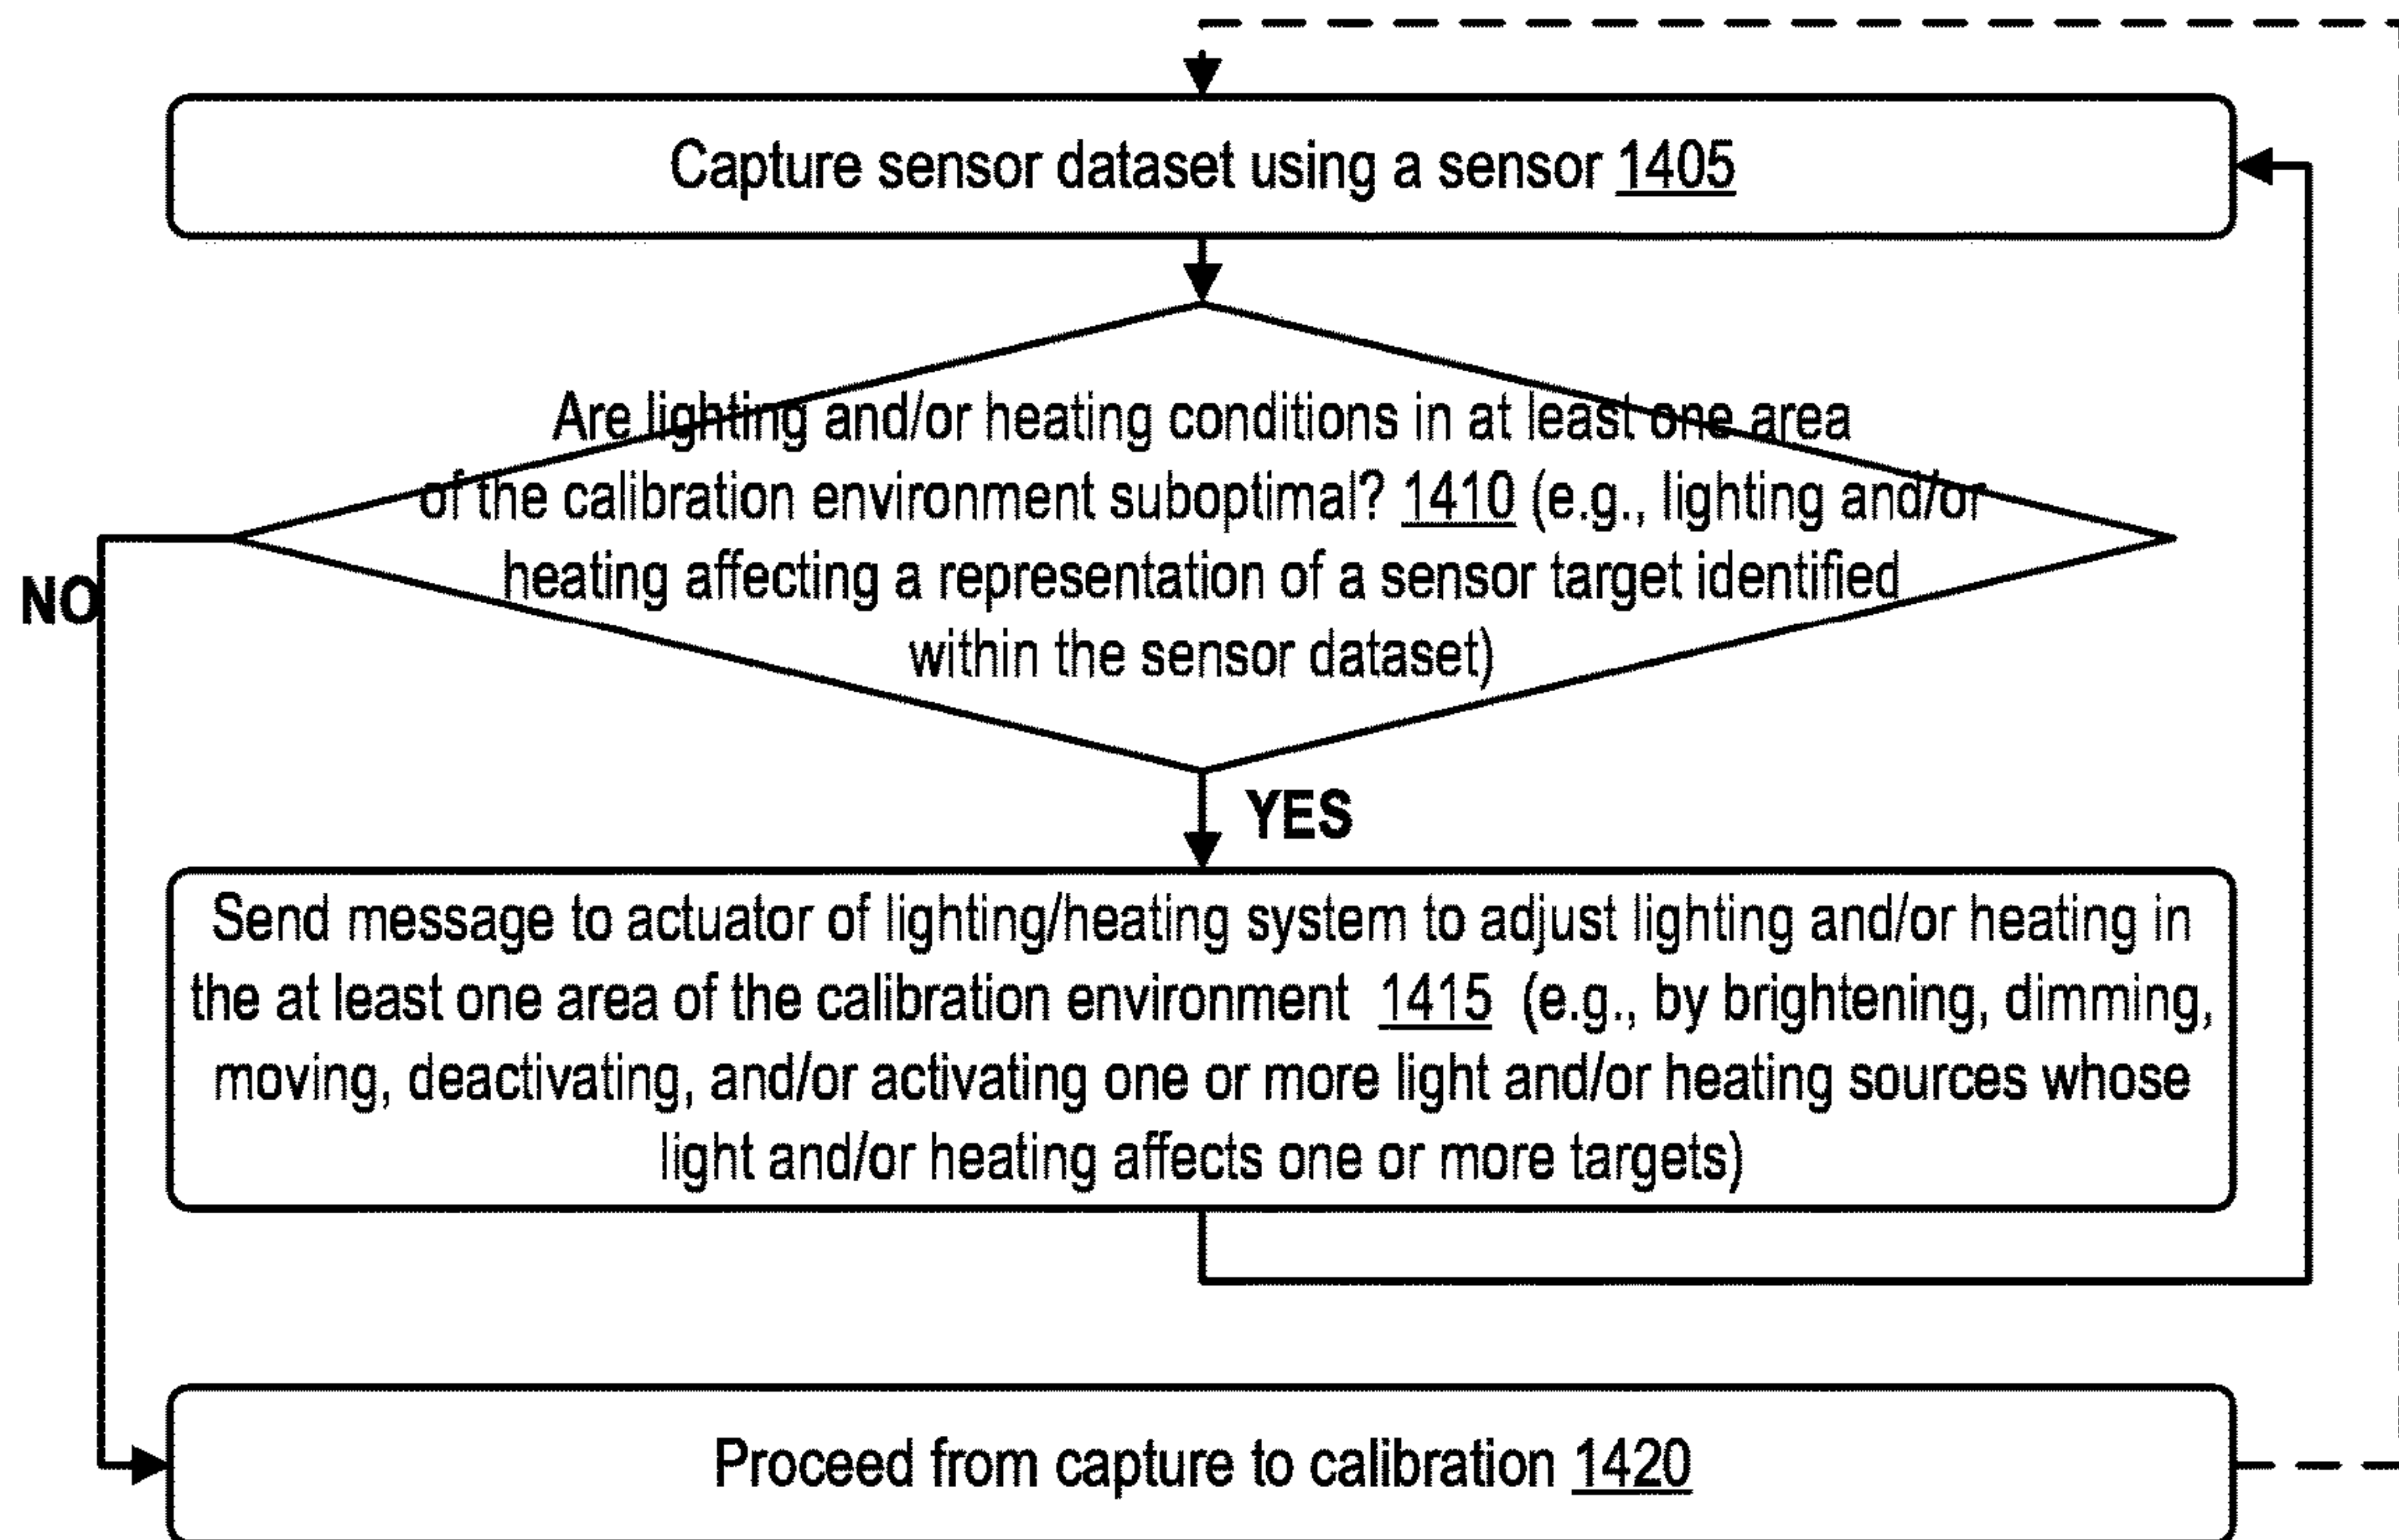 Capture sensor dataset using a sensor 1405
Are lighting and/or heating conditions in at least one area
of the calibration environment suboptimal? 1410 (e.g., lighting and/or
heating affecting a representation of a sensor target identified
within the sensor dataset)
NO
YES
Send message to actuator of lighting/heating system to adjust lighting and/or heating in
the at least one area of the calibration environment 1415 (e.g., by brightening, dimming,
moving, deactivating, and/or activating one or more light and/or heating sources whose
light and/or heating affects one or more targets)
Proceed from capture to calibration 1420